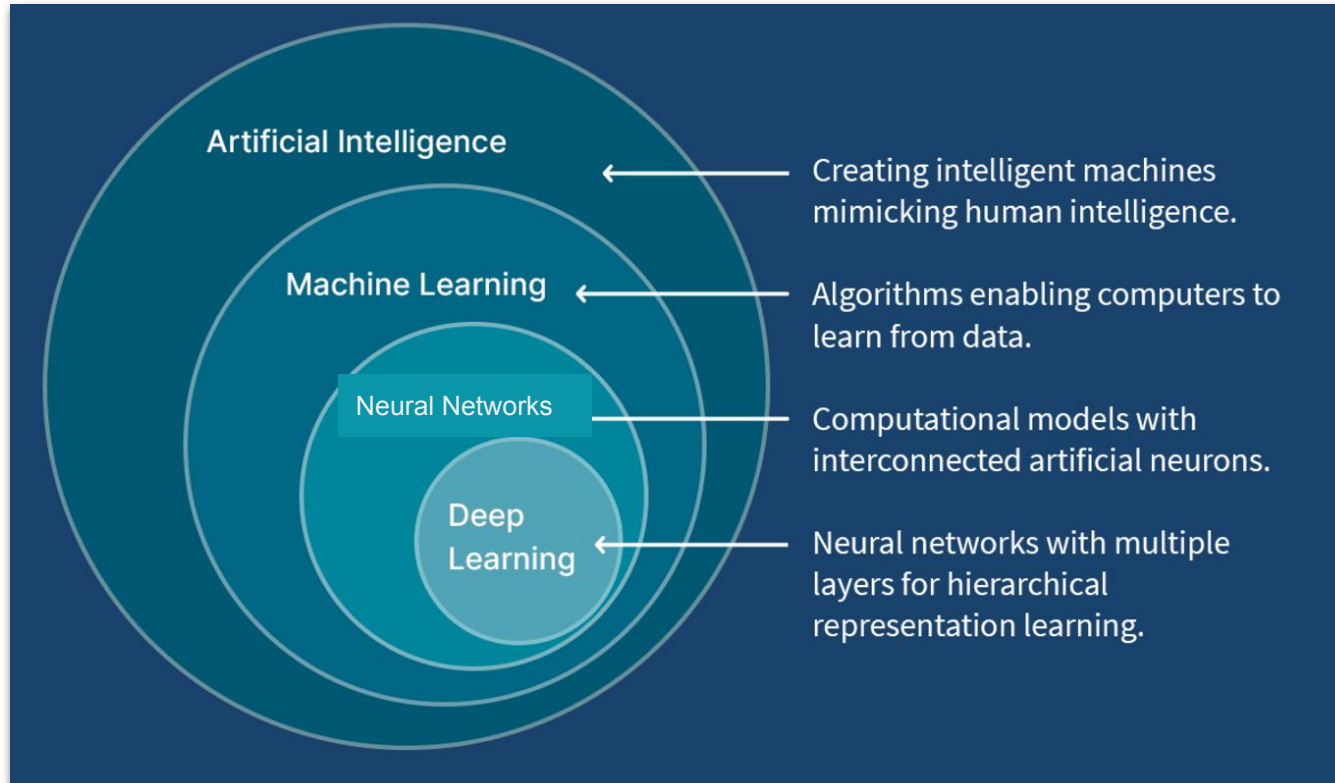 Artificial Intelligence
Creating intelligent machines
mimicking human intelligence.
Machine Learning
Algorithms enabling computers to
learn from data.
Neural Networks
Computational models with
interconnected artificial neurons.
Deep
Learning
Neural networks with multiple
layers for hierarchical
representation learning.